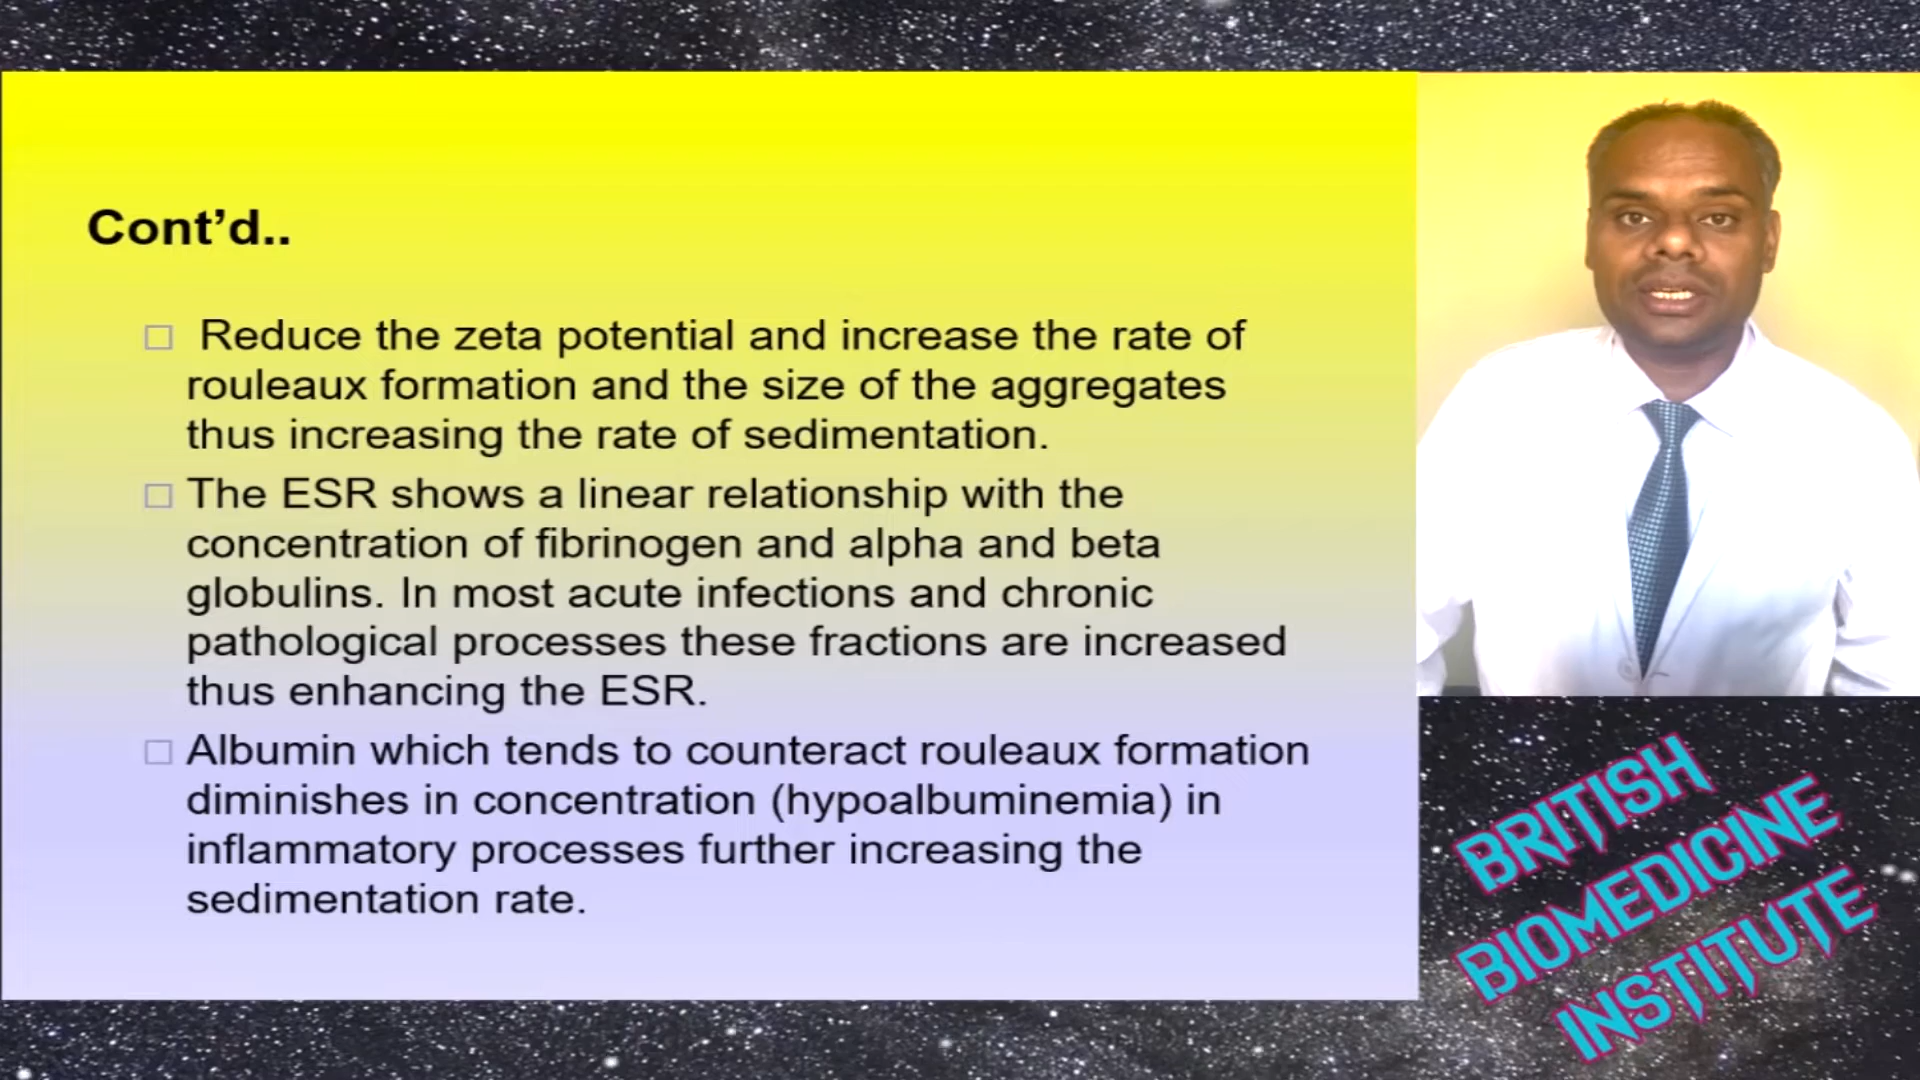 Cont’d..
Reduce the zeta potential and increase the rate of
rouleaux formation and the size of the aggregates
thus increasing the rate of sedimentation.
The ESR shows a linear relationship with the
concentration of fibrinogen and alpha and beta
globulins. In most acute infections and chronic
pathological processes these fractions are increased
thus enhancing the ESR.
Albumin which tends to counteract rouleaux formation
diminishes in concentration (hypoalbuminemia) in
inflammatory processes further increasing the
sedimentation rate.
BRITISH
BIOMEDICINE
INSTITUTE